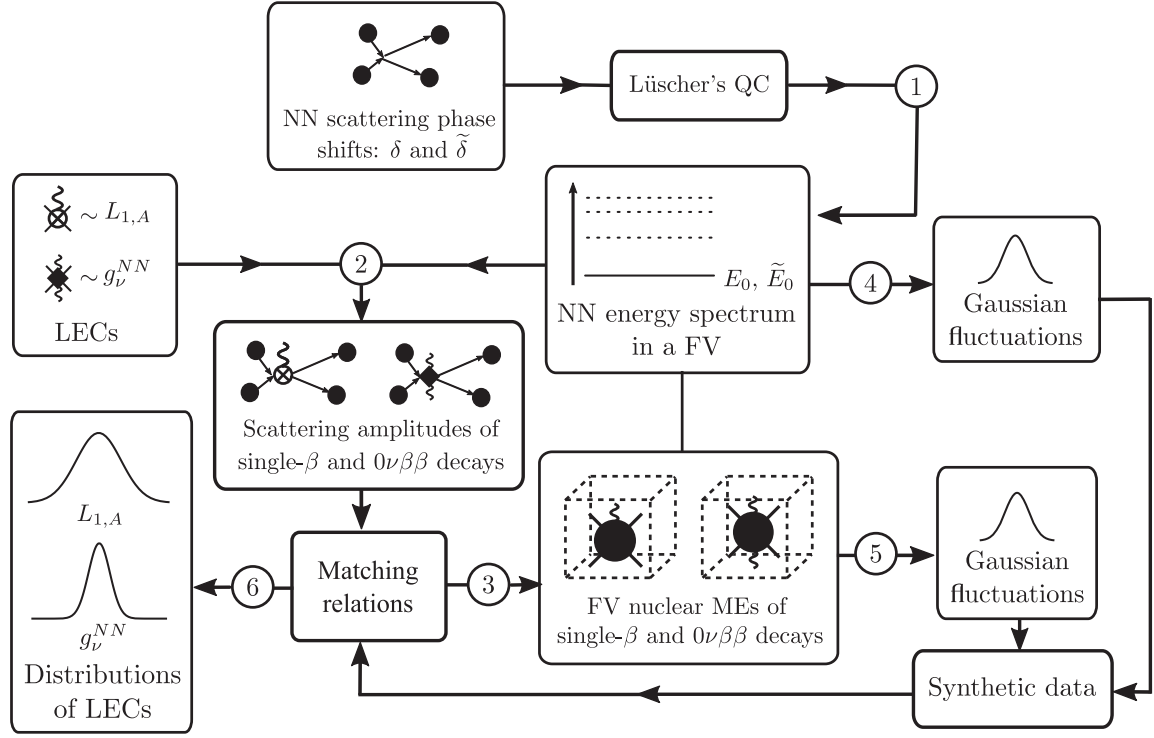 NN scattering phase
shifts: δ and δ̃
Lüscher's QC
1
∼ L₁,A
∼ gᵥᴺᴺ
LECs
2
E₀, Ẽ₀
NN energy spectrum
in a FV
4
Gaussian
fluctuations
Scattering amplitudes of
single-β and 0νββ decays
L₁,A
gᵥᴺᴺ
Distributions
of LECs
6
Matching
relations
3
FV nuclear MEs of
single-β and 0νββ decays
5
Gaussian
fluctuations
Synthetic data